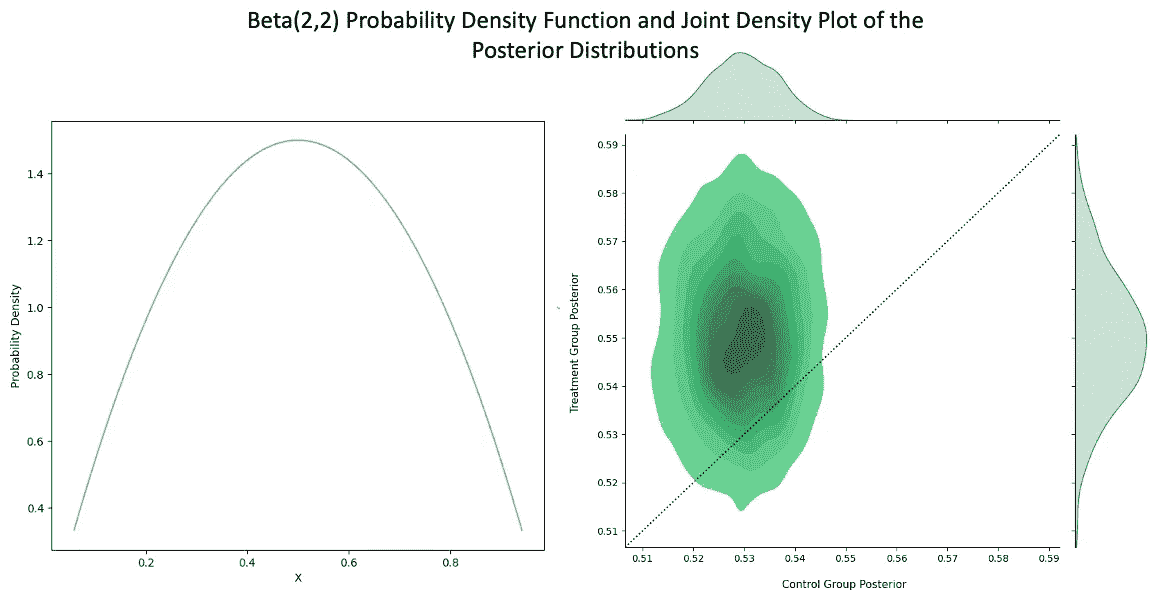 Beta(2,2) Probability Density Function and Joint Density Plot of the
Posterior Distributions
1.4
1.2
1.0
0.8
0.6
0.4
Probability Density
0.2 0.4 0.6 0.8
X
0.59
0.58
0.57
0.56
0.55
0.54
0.53
0.52
0.51
Treatment Group Posterior
0.51 0.52 0.53 0.54 0.55 0.56 0.57 0.58 0.59
Control Group Posterior